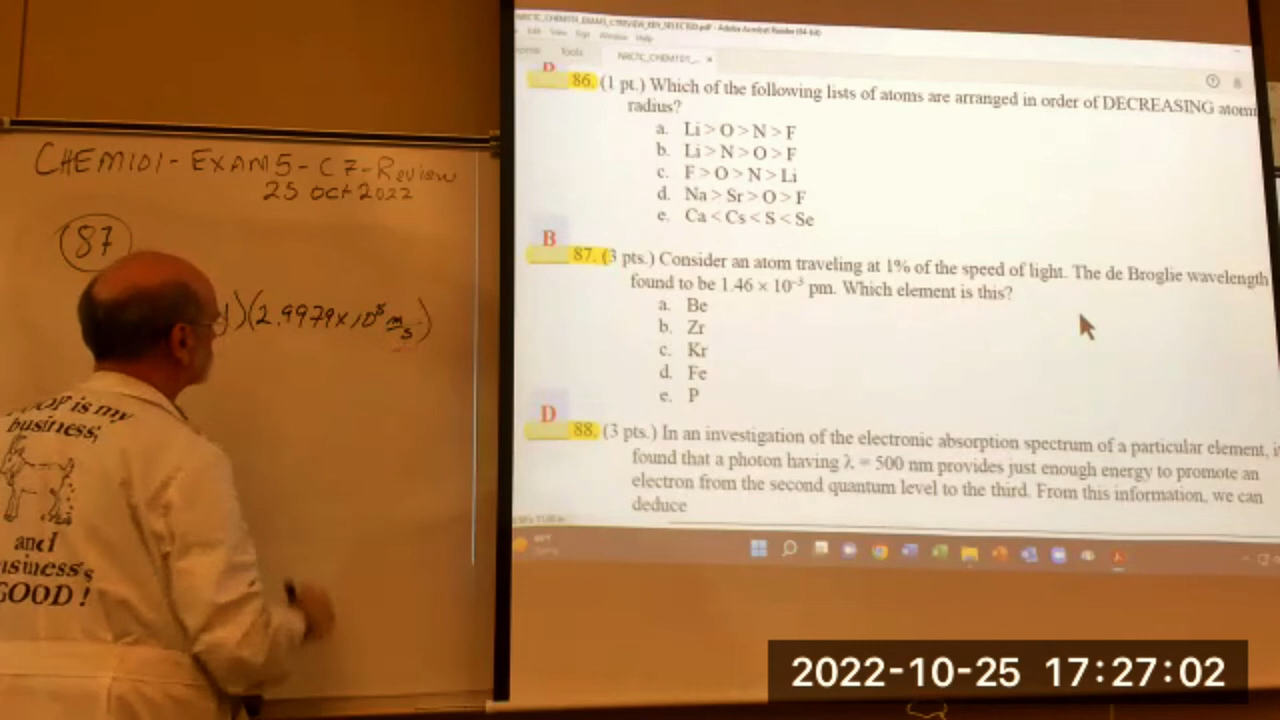 CHEM101-EXAM5-C7-Review
25 Oct 2022
87
)(2.9979x10⁸ m/s)
OOP is my
business,
and
usiness's
GOOD!
Tools
86. (1 pt.) Which of the following lists of atoms are arranged in order of DECREASING atomi
radius?
a. Li > O > N > F
b. Li > N > O > F
c. F > O > N > Li
d. Na > Sr > O > F
e. Ca < Cs < S < Se
B
87. (3 pts.) Consider an atom traveling at 1% of the speed of light. The de Broglie wavelength
found to be 1.46 × 10⁻³ pm. Which element is this?
a. Be
b. Zr
c. Kr
d. Fe
e. P
D
88. (3 pts.) In an investigation of the electronic absorption spectrum of a particular element, i
found that a photon having λ = 500 nm provides just enough energy to promote an
electron from the second quantum level to the third. From this information, we can
deduce
2022-10-25 17:27:02